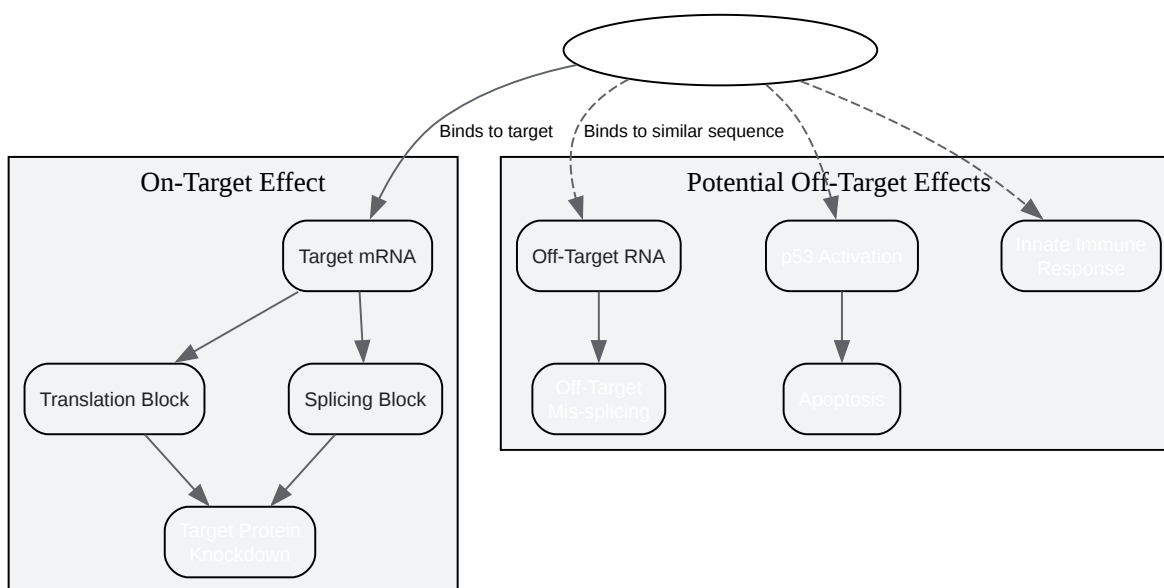 Binds to target
Binds to similar sequence
On-Target Effect
Potential Off-Target Effects
Target mRNA
Off-Target RNA
p53 Activation
Innate Immune
Response
Translation Block
Splicing Block
Off-Target
Mis-splicing
Apoptosis
Target Protein
Knockdown